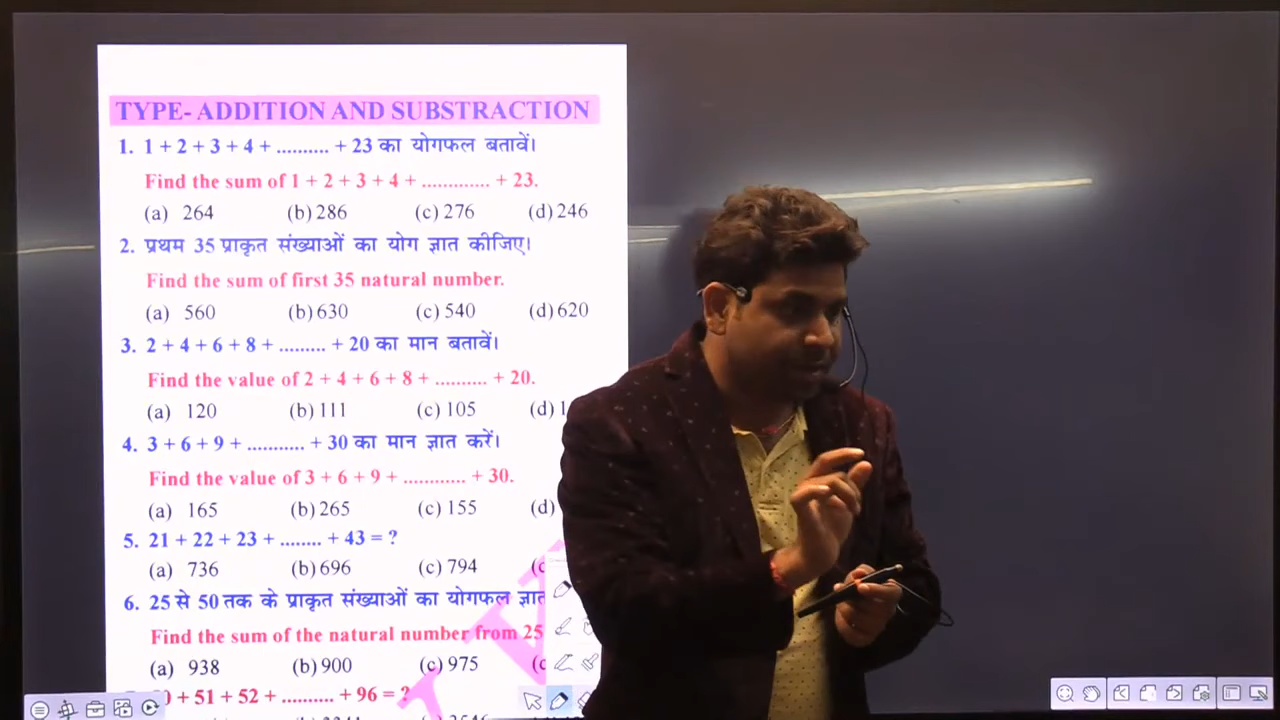 TYPE- ADDITION AND SUBSTRACTION
1. 1 + 2 + 3 + 4 + .......... + 23 का योगफल बतावें।
Find the sum of 1 + 2 + 3 + 4 + ............. + 23.
(a) 264 (b) 286 (c) 276 (d) 246
2. प्रथम 35 प्राकृत संख्याओं का योग ज्ञात कीजिए।
Find the sum of first 35 natural number.
(a) 560 (b) 630 (c) 540 (d) 620
3. 2 + 4 + 6 + 8 + ......... + 20 का मान बतावें।
Find the value of 2 + 4 + 6 + 8 + .......... + 20.
(a) 120 (b) 111 (c) 105 (d) 1
4. 3 + 6 + 9 + ........... + 30 का मान ज्ञात करें।
Find the value of 3 + 6 + 9 + ............ + 30.
(a) 165 (b) 265 (c) 155 (d)
5. 21 + 22 + 23 + ........ + 43 = ?
(a) 736 (b) 696 (c) 794
6. 25 से 50 तक के प्राकृत संख्याओं का योगफल ज्ञात
Find the sum of the natural number from 25
(a) 938 (b) 900 (c) 975
+ 51 + 52 + .......... + 96 = ?